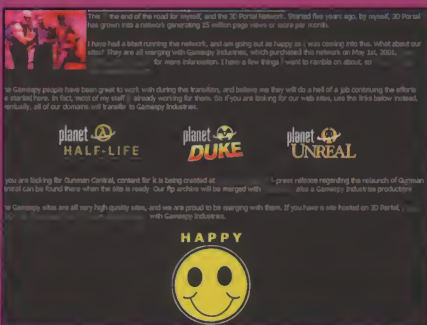 the end of the road for myself, and the 3D Portal Network. Started five years ago, by myself, 3D Portal
has grown into a network generating 15 million page views or more per month.
I have had a blast running the network, and am going out as happy as I was coming into this. What about our
sites? They are all merging with Gamespy Industries, which purchased this network on May 1st, 2001.
for more information. I have a few things I want to ramble on about, so
The Gamespy people have been great to work with during the transition, and believe they will do a hell of a job continuing the efforts
started here. In fact, most of my staff already working for them. So if you are looking for our web sites, use the links below instead.
Eventually, all of our domains will transfer to Gamespy Industries.
planet HALF-LIFE
planet DUKE
planet UNREAL
you are looking for Gunman Central, content for it is being created at press release regarding the relaunch of Gunman
Central can be found there when the site is ready. Our ftp archive will be merged with also a Gamespy Industries production!
The Gamespy sites are all very high quality sites, and we are proud to be merging with them. If you have a site hosted on 3D Portal,
with Gamespy Industries.
HAPPY